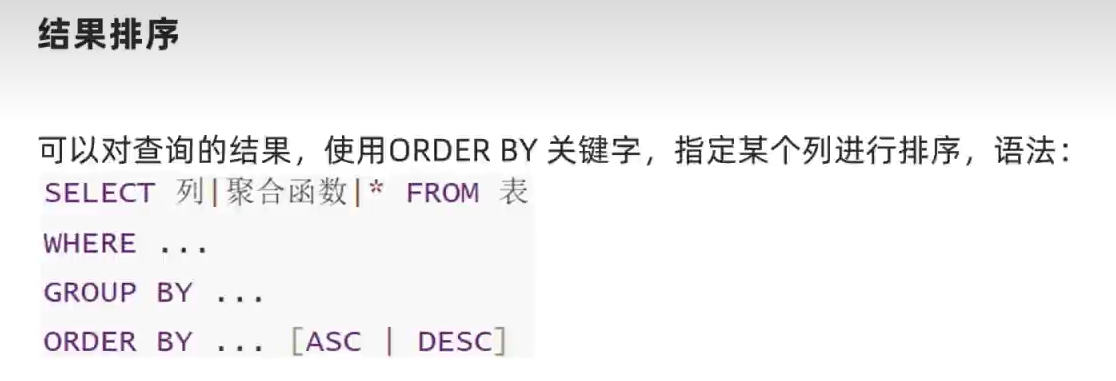 结果排序
可以对查询的结果，使用ORDER BY 关键字，指定某个列进行排序，语法：
SELECT 列|聚合函数|* FROM 表
WHERE ...
GROUP BY ...
ORDER BY ... [ASC | DESC]